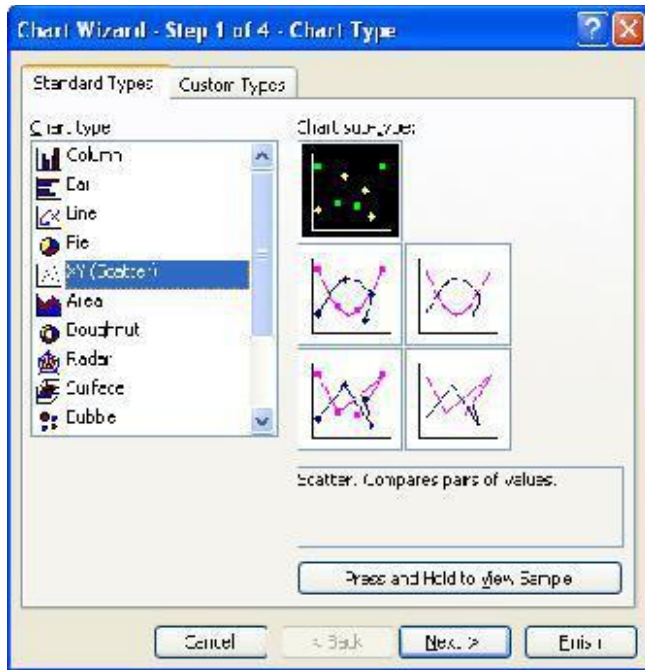 Chart Wizard - Step 1 of 4 - Chart Type
Standard Types
Custom Types
Chart type
Chart sub-type:
Column
Bar
Line
Pie
XY (Scatter)
Area
Doughnut
Radar
Surface
Bubble
Scatter. Compares pairs of values.
Press and Hold to View Sample
Cancel
< Back
Next >
Finish